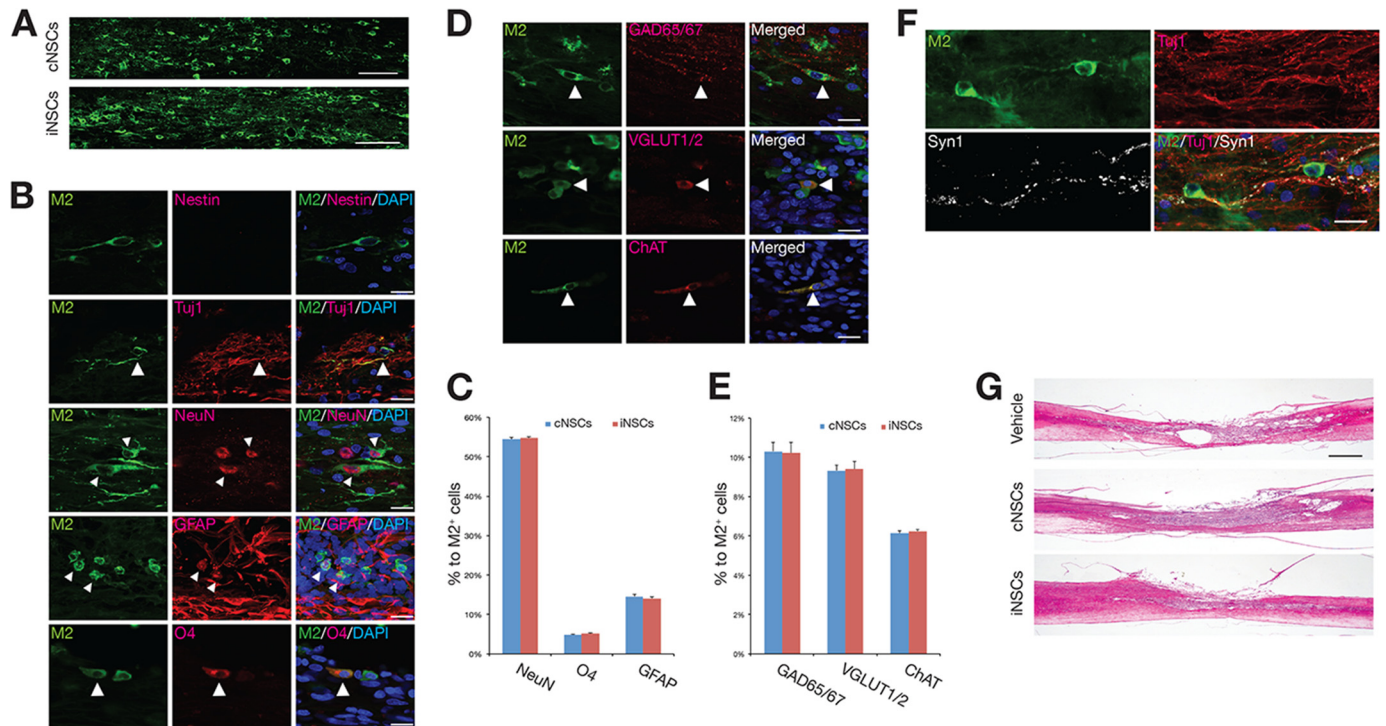 A
cNSCs
iNSCs
B
M2 Nestin M2/Nestin/DAPI
M2 Tuj1 M2/Tuj1/DAPI
M2 NeuN M2/NeuN/DAPI
M2 GFAP M2/GFAP/DAPI
M2 O4 M2/O4/DAPI
D
M2 GAD65/67 Merged
M2 VGLUT1/2 Merged
M2 ChAT Merged
C
% to M2+ cells
60%
50%
40%
30%
20%
10%
0%
cNSCs iNSCs
NeuN O4 GFAP
E
% to M2+ cells
12%
10%
8%
6%
4%
2%
0%
cNSCs iNSCs
GAD65/67 VGLUT1/2 ChAT
F
M2 Tuj1
Syn1 M2/Tuj1/Syn1
G
Vehicle
cNSCs
iNSCs